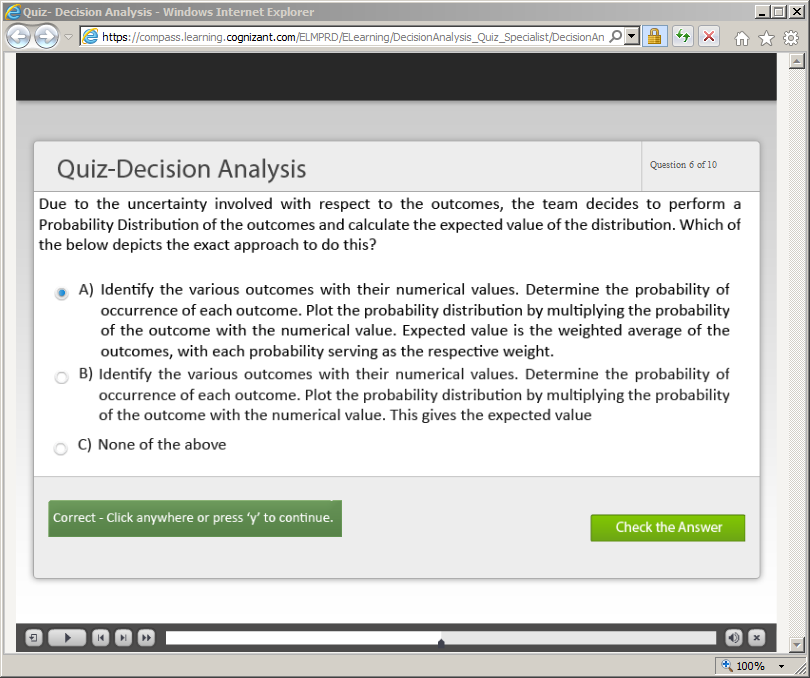 Quiz- Decision Analysis - Windows Internet Explorer
https://compass.learning.cognizant.com/ELMPRD/ELearning/DecisionAnalysis_Quiz_Specialist/DecisionAn
Quiz-Decision Analysis
Question 6 of 10
Due to the uncertainty involved with respect to the outcomes, the team decides to perform a
Probability Distribution of the outcomes and calculate the expected value of the distribution. Which of
the below depicts the exact approach to do this?
A) Identify the various outcomes with their numerical values. Determine the probability of
occurrence of each outcome. Plot the probability distribution by multiplying the probability
of the outcome with the numerical value. Expected value is the weighted average of the
outcomes, with each probability serving as the respective weight.
B) Identify the various outcomes with their numerical values. Determine the probability of
occurrence of each outcome. Plot the probability distribution by multiplying the probability
of the outcome with the numerical value. This gives the expected value
C) None of the above
Correct - Click anywhere or press ‘y’ to continue.
Check the Answer
100%